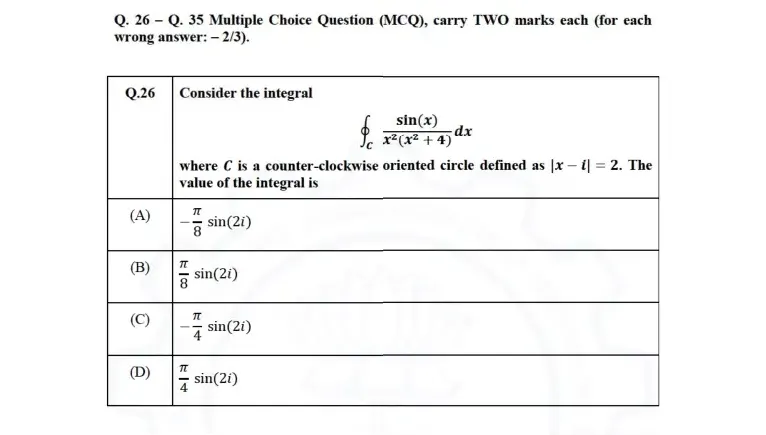 Q. 26 – Q. 35 Multiple Choice Question (MCQ), carry TWO marks each (for each
wrong answer: – 2/3).
Q.26 Consider the integral
∮_C sin(x) / x²(x² + 4) dx
where C is a counter-clockwise oriented circle defined as |x − i| = 2. The
value of the integral is
(A) −π/8 sin(2i)
(B) π/8 sin(2i)
(C) −π/4 sin(2i)
(D) π/4 sin(2i)